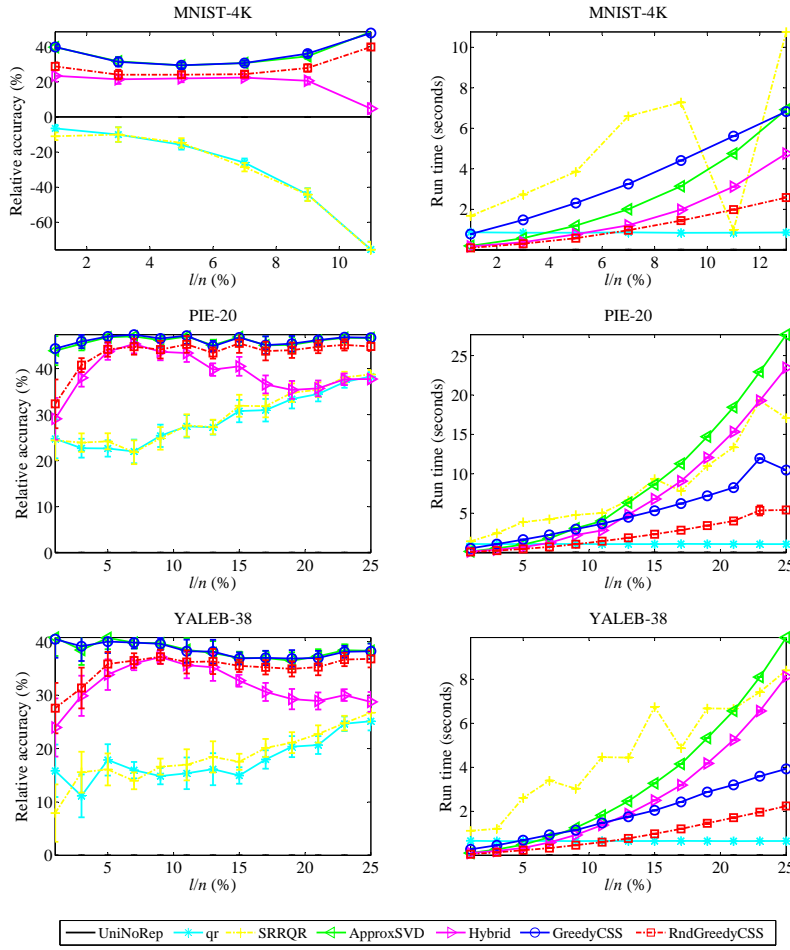 MNIST-4K
40
20
0
-20
-40
-60
2 4 6 8 10
l/n (%)
Relative accuracy (%)
MNIST-4K
10
8
6
4
2
2 4 6 8 10 12
l/n (%)
Run time (seconds)
PIE-20
40
30
20
10
0
5 10 15 20 25
l/n (%)
Relative accuracy (%)
PIE-20
25
20
15
10
5
5 10 15 20 25
l/n (%)
Run time (seconds)
YALEB-38
40
30
20
10
0
5 10 15 20 25
l/n (%)
Relative accuracy (%)
YALEB-38
8
6
4
2
5 10 15 20 25
l/n (%)
Run time (seconds)
UniNoRep qr SRRQR ApproxSVD Hybrid GreedyCSS RndGreedyCSS